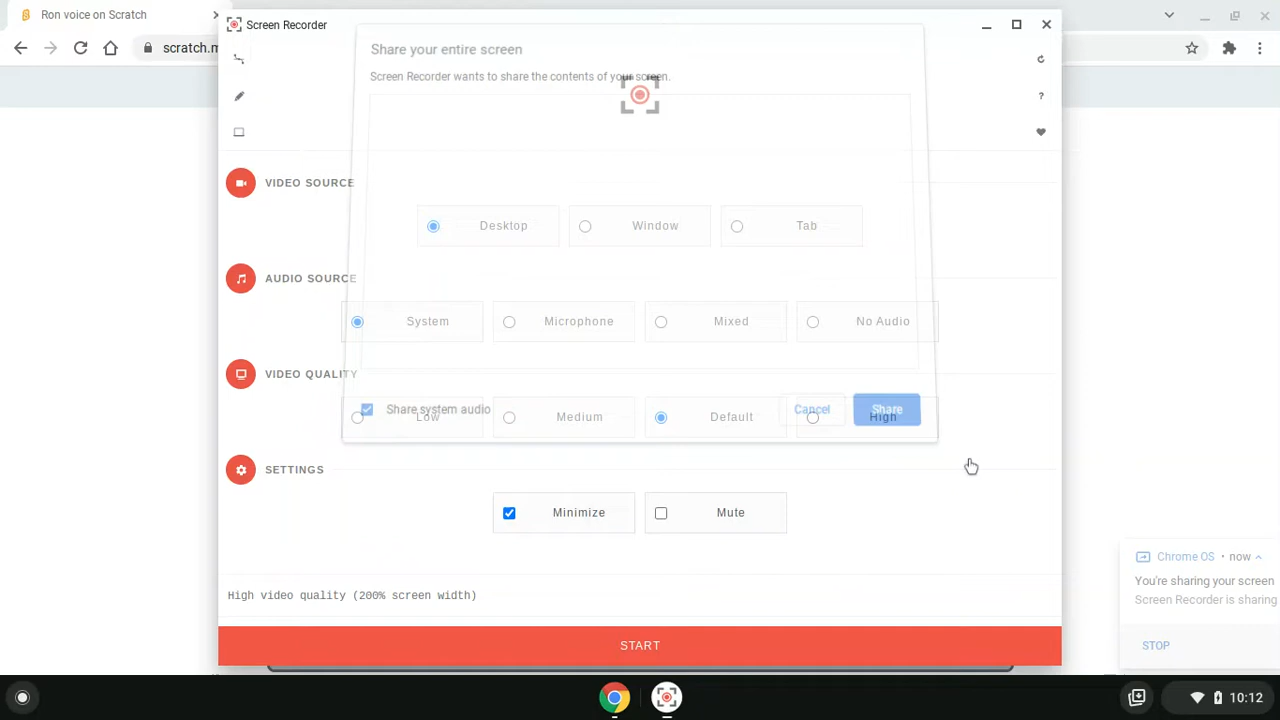 Ron voice on Scratch
Screen Recorder
scratch.m
Share your entire screen
Screen Recorder wants to share the contents of your screen.
?
VIDEO SOURCE
Desktop
Window
Tab
AUDIO SOURCE
System
Microphone
Mixed
No Audio
VIDEO QUALITY
Share system audio
Cancel
Share
Low
Medium
Default
High
SETTINGS
Minimize
Mute
Chrome OS • now
You're sharing your screen
Screen Recorder is sharing
STOP
High video quality (200% screen width)
START
10:12